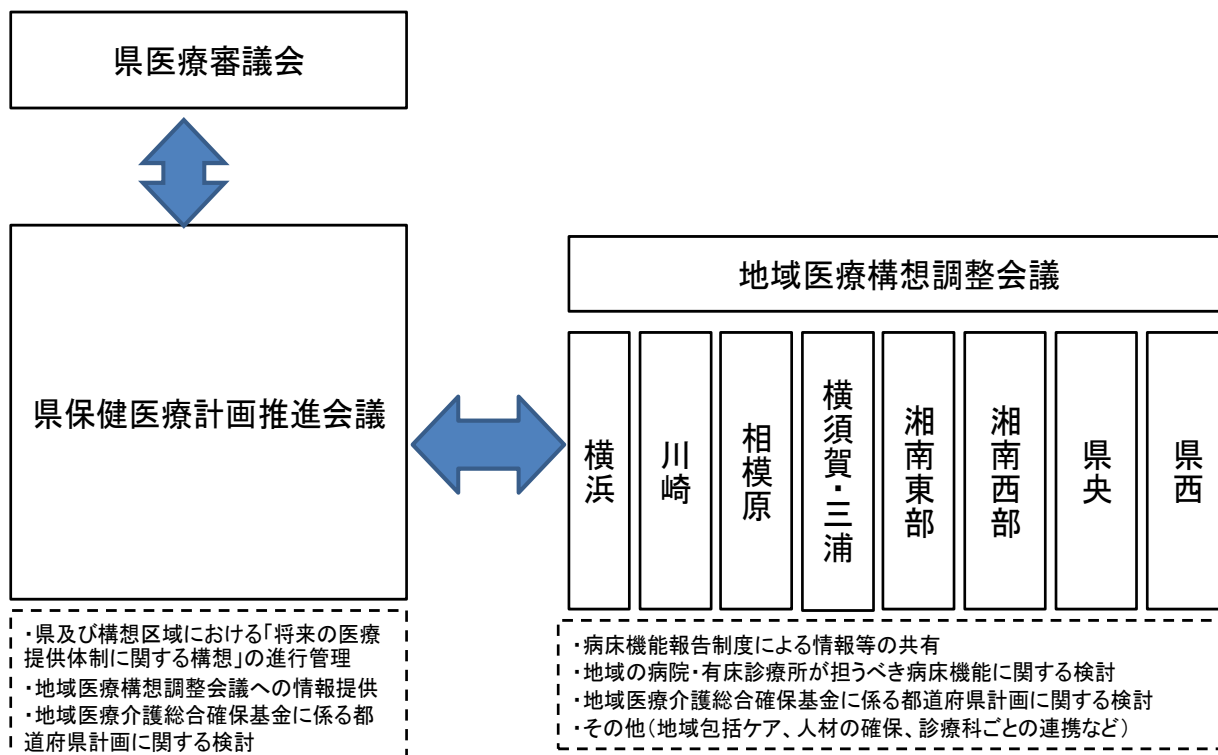 県医療審議会
県保健医療計画推進会議
・県及び構想区域における「将来の医療
提供体制に関する構想」の進行管理
・地域医療構想調整会議への情報提供
・地域医療介護総合確保基金に係る都
道府県計画に関する検討
地域医療構想調整会議
横浜
川崎
相模原
横須賀・三浦
湘南東部
湘南西部
県央
県西
・病床機能報告制度による情報等の共有
・地域の病院・有床診療所が担うべき病床機能に関する検討
・地域医療介護総合確保基金に係る都道府県計画に関する検討
・その他（地域包括ケア、人材の確保、診療科ごとの連携など）